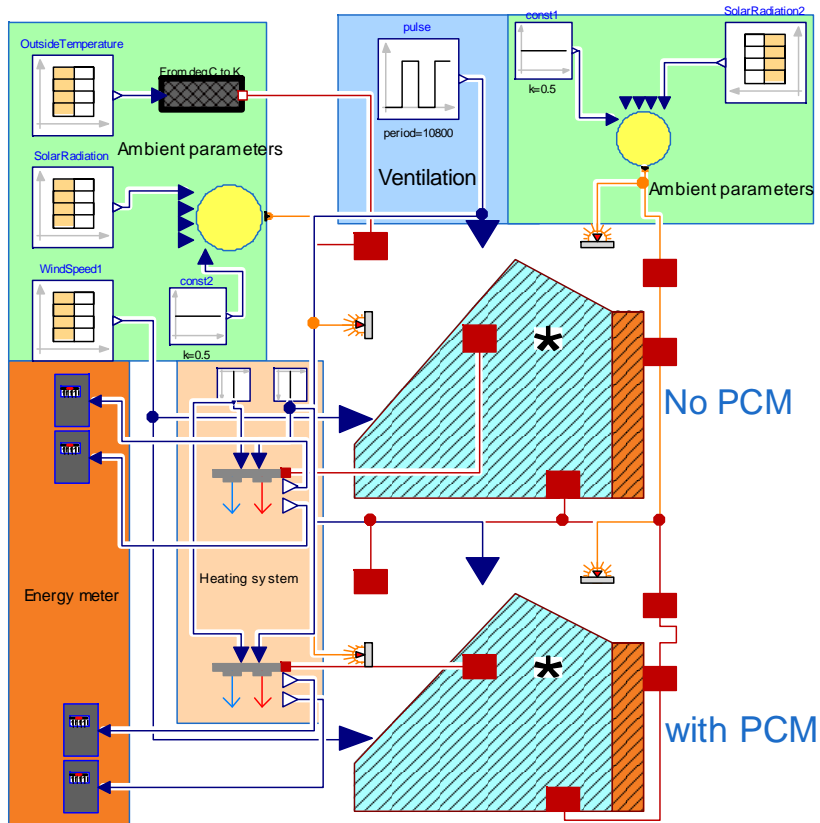 OutsideTemperature
From degC to K
pulse
const1
SolarRadiation2
k=0.5
period=10800
SolarRadiation
Ambient parameters
Ventilation
Ambient parameters
WindSpeed1
const2
k=0.5
*
No PCM
Heating system
Energy meter
*
with PCM